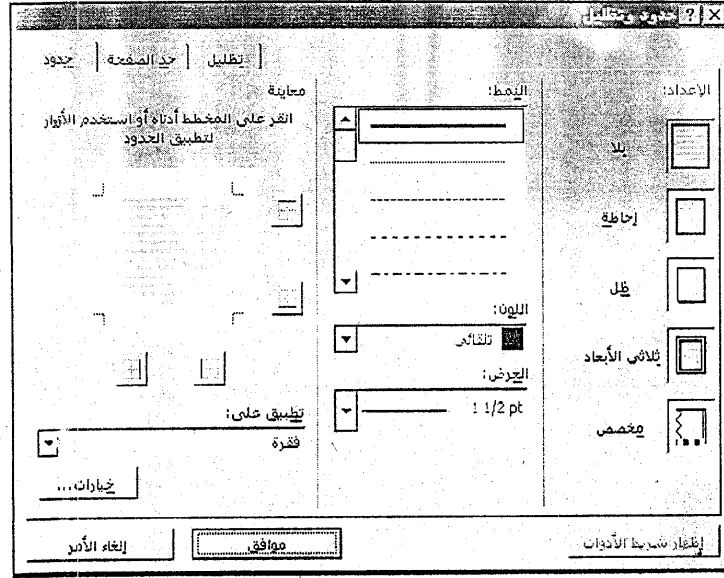 حدود وتظليل
حدود
حد الصفحة
تظليل
الإعداد:
بلا
إحاطة
ظل
ثلاثي الأبعاد
مخصص
النمط:
اللون:
تلقائي
العرض:
1 1/2 pt
معاينة
انقر على المخطط أدناه أو استخدم الأزرار
لتطبيق الحدود
تطبيق على:
فقرة
خيارات...
إظهار شريط الأدوات
موافق
إلغاء الأمر